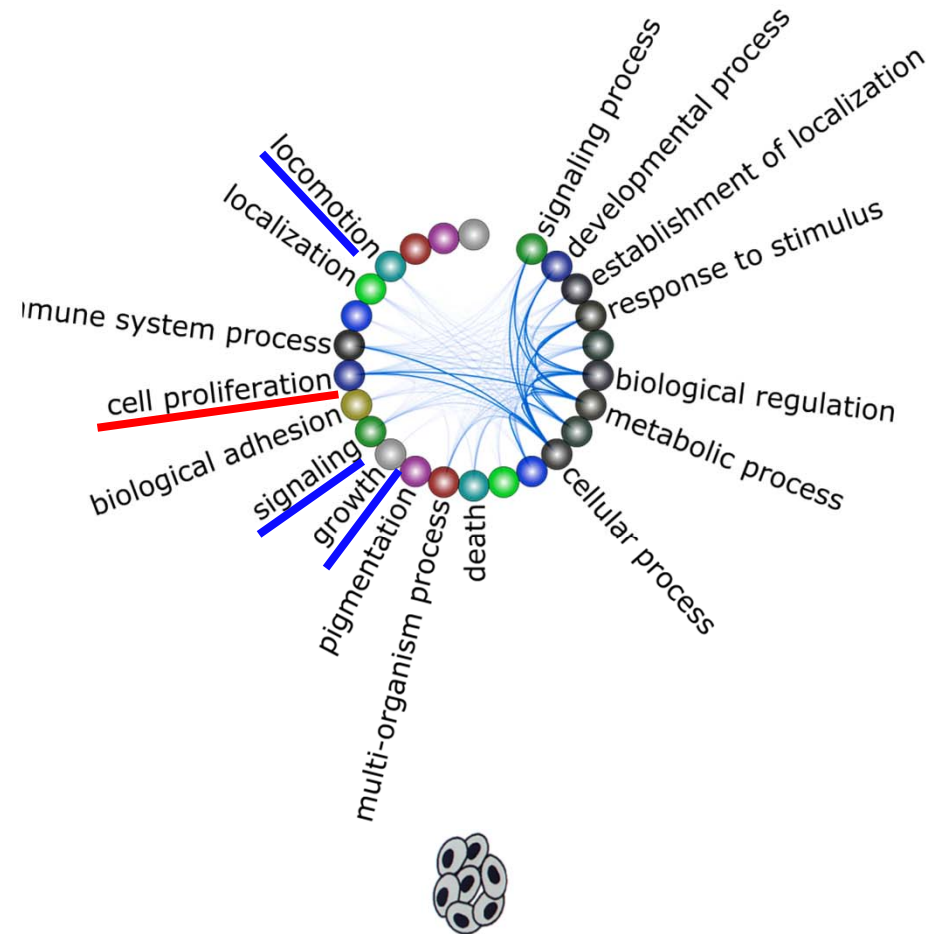 signaling process
developmental process
establishment of localization
response to stimulus
biological regulation
metabolic process
cellular process
death
multi-organism process
pigmentation
growth
signaling
biological adhesion
cell proliferation
mune system process
localization
locomotion